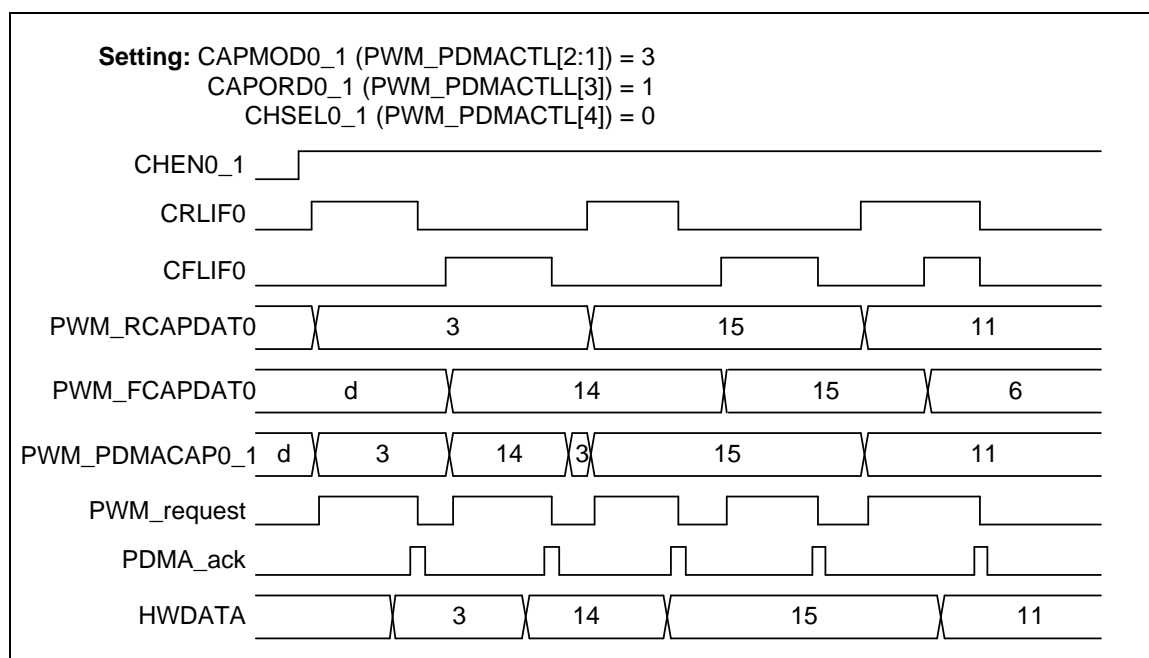 Setting: CAPMOD0_1 (PWM_PDMACTL[2:1]) = 3
CAPORD0_1 (PWM_PDMACTLL[3]) = 1
CHSEL0_1 (PWM_PDMACTL[4]) = 0
CHEN0_1
CRLIF0
CFLIF0
PWM_RCAPDAT0 3 15 11
PWM_FCAPDAT0 d 14 15 6
PWM_PDMACAP0_1 d 3 14 3 15 11
PWM_request
PDMA_ack
HWDATA 3 14 15 11